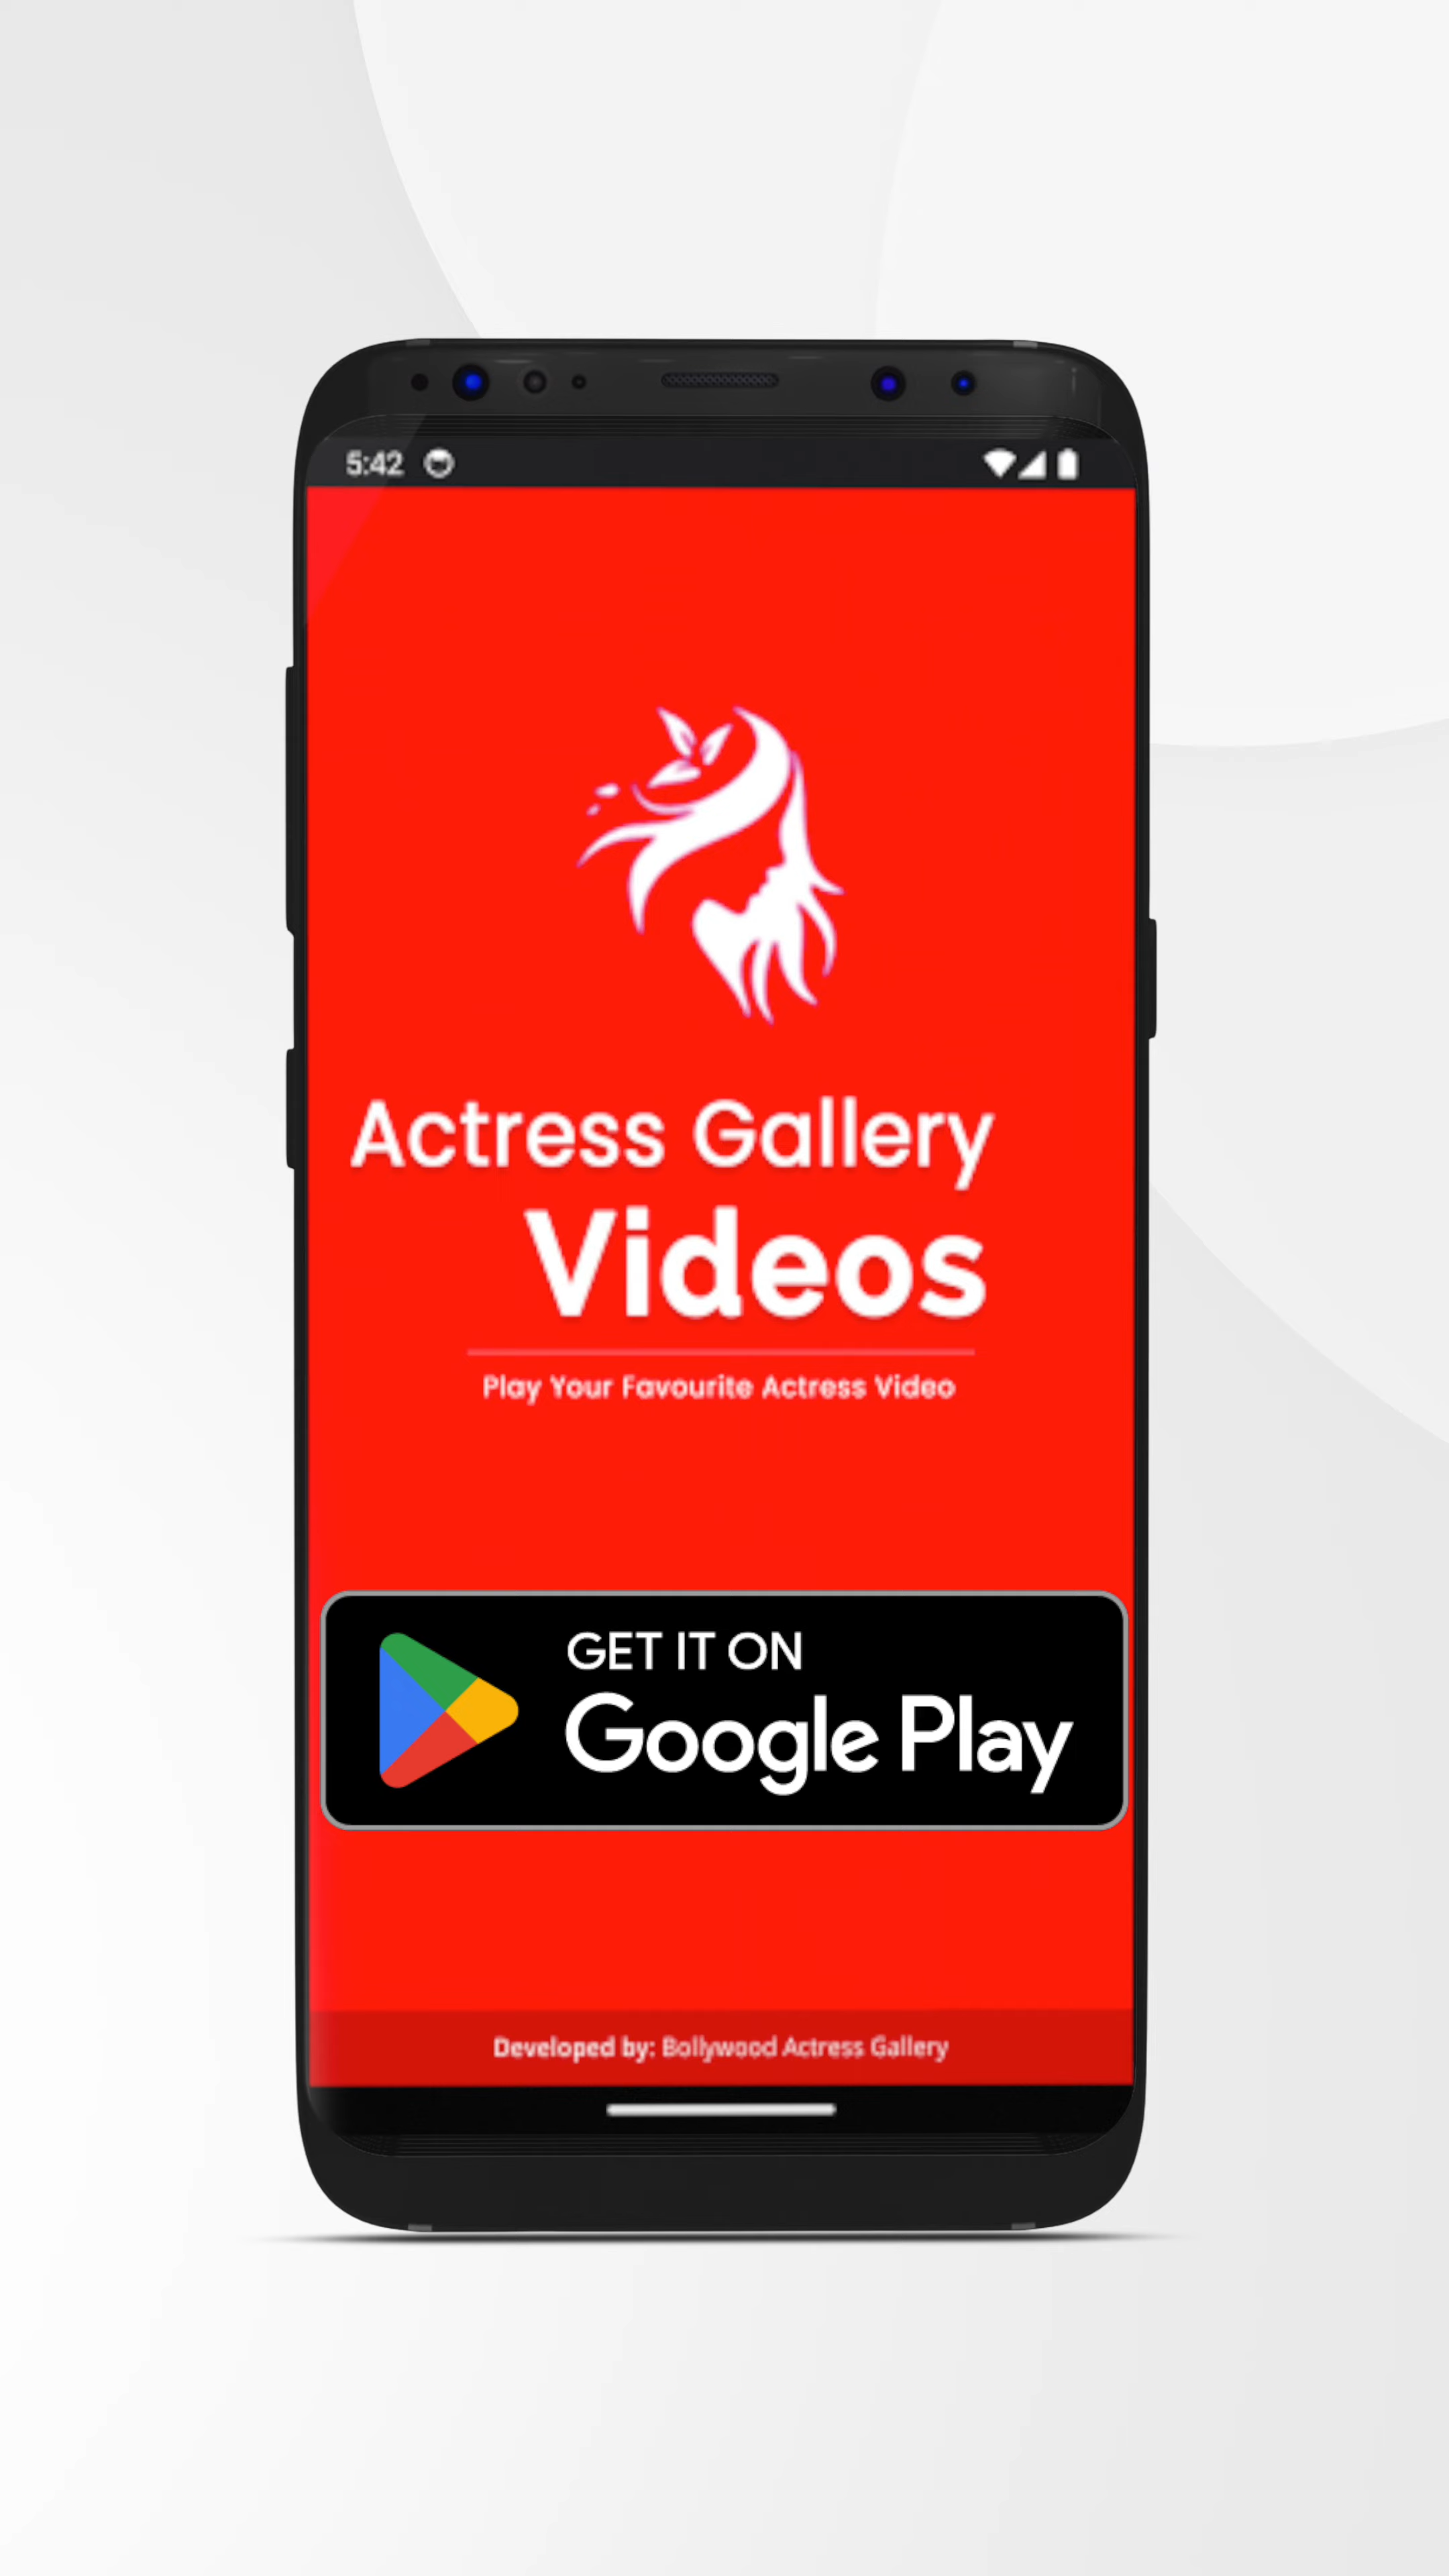 5:42
Actress Gallery
Videos
Play Your Favourite Actress Video
GET IT ON
Google Play
Developed by: Bollywood Actress Gallery